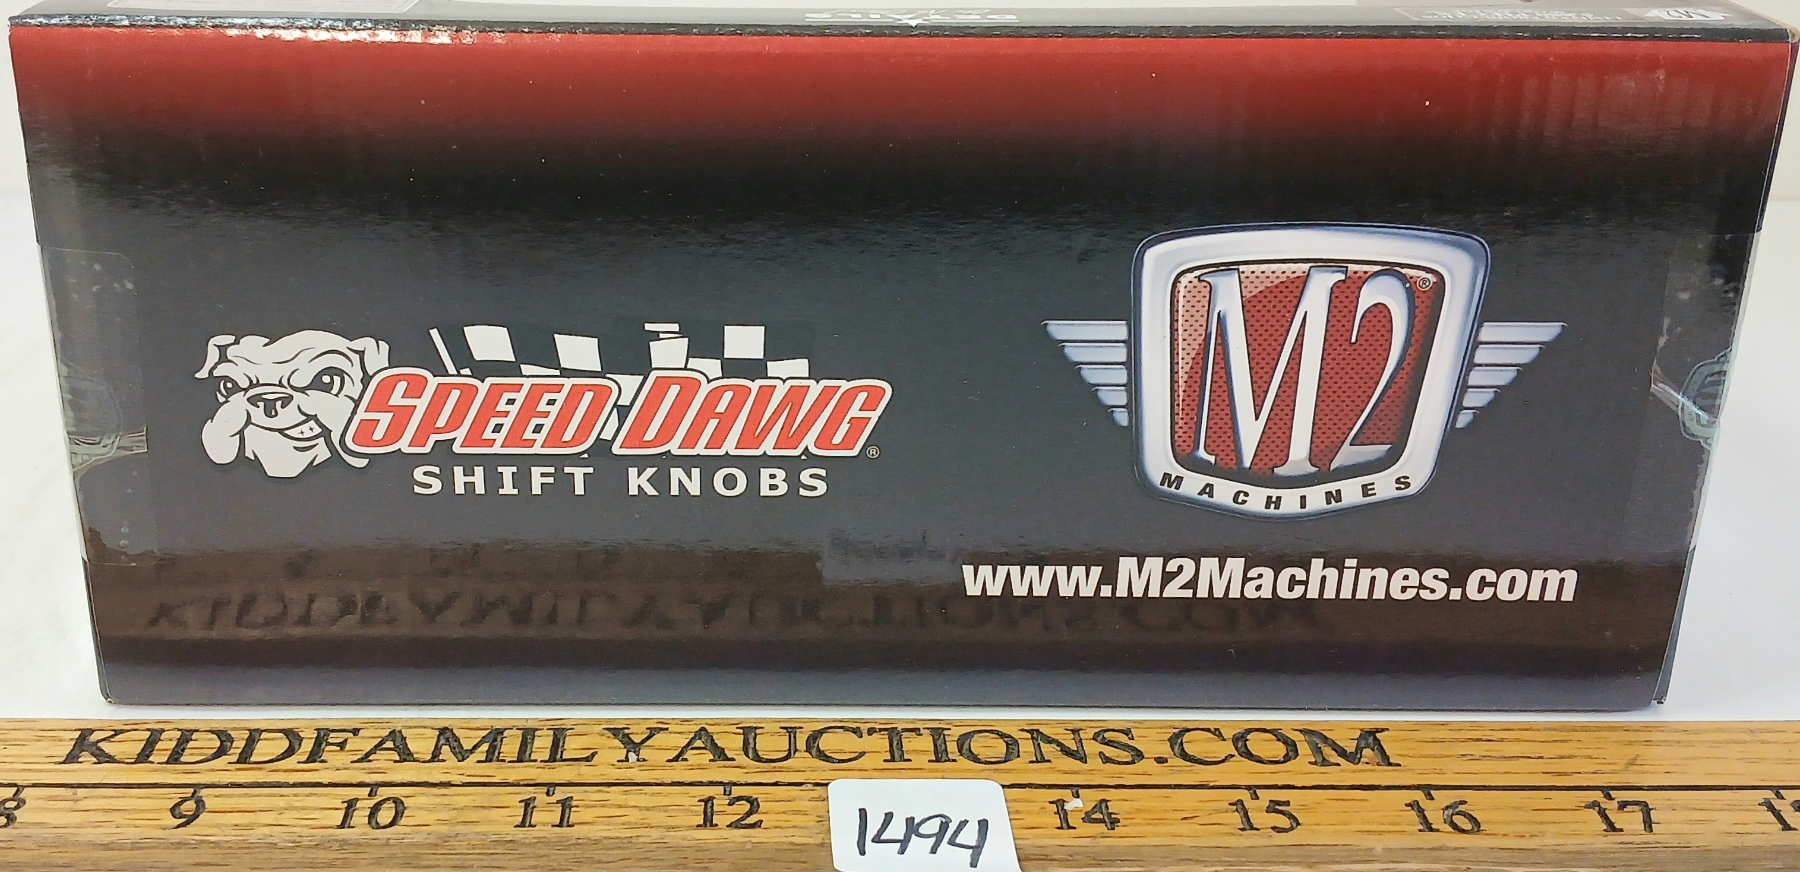 SPEED DAWG®
SHIFT KNOBS
M2®
MACHINES
www.M2Machines.com
KIDDFAMILYAUCTIONS.COM
8 9 10 11 12 14 15 16 17
1494